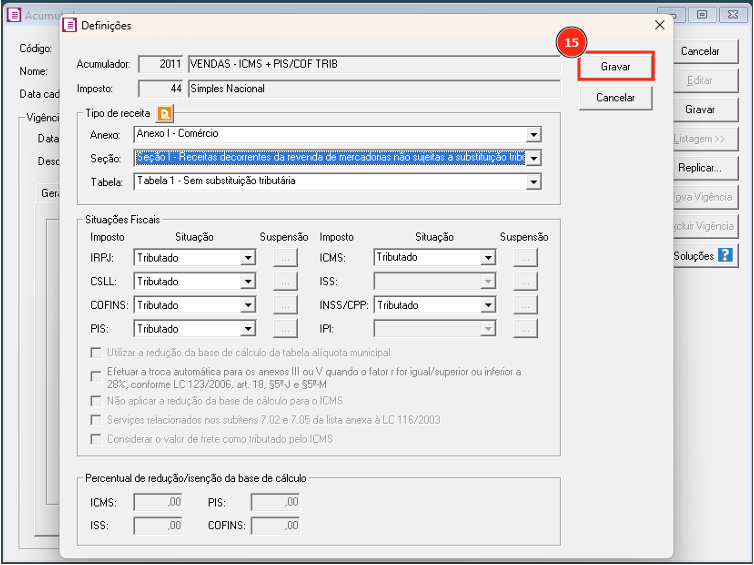 Acumulad
Definições
15
Código:
Nome:
Data cad
Vigênci
Data
Desc
Gera
Acumulador: 2011 VENDAS - ICMS + PIS/COF TRIB
Imposto: 44 Simples Nacional
Gravar
Cancelar
Tipo de receita
Anexo: Anexo I - Comércio
Seção: Seção I - Receitas decorrentes da revenda de mercadorias não sujeitas a substituição tribu
Tabela: Tabela 1 - Sem substituição tributária
Situações Fiscais
Imposto Situação Suspensão Imposto Situação Suspensão
IRPJ: Tributado ... ICMS: Tributado ...
CSLL: Tributado ... ISS: ...
COFINS: Tributado ... INSS/CPP: Tributado ...
PIS: Tributado ... IPI: ...
Utilizar a redução da base de cálculo da tabela alíquota municipal
Efetuar a troca automática para os anexos III ou V quando o fator r for igual/superior ou inferior a
28%, conforme LC 123/2006, art. 18, §5º-J e §5º-M
Não aplicar a redução da base de cálculo para o ICMS
Serviços relacionados nos subitens 7.02 e 7.05 da lista anexa à LC 116/2003
Considerar o valor de frete como tributado pelo ICMS
Percentual de redução/isenção da base de cálculo
ICMS: ,00 PIS: ,00
ISS: ,00 COFINS: ,00
Cancelar
Editar
Gravar
Listagem >>
Replicar...
ova Vigência
xcluir Vigência
Soluções ?